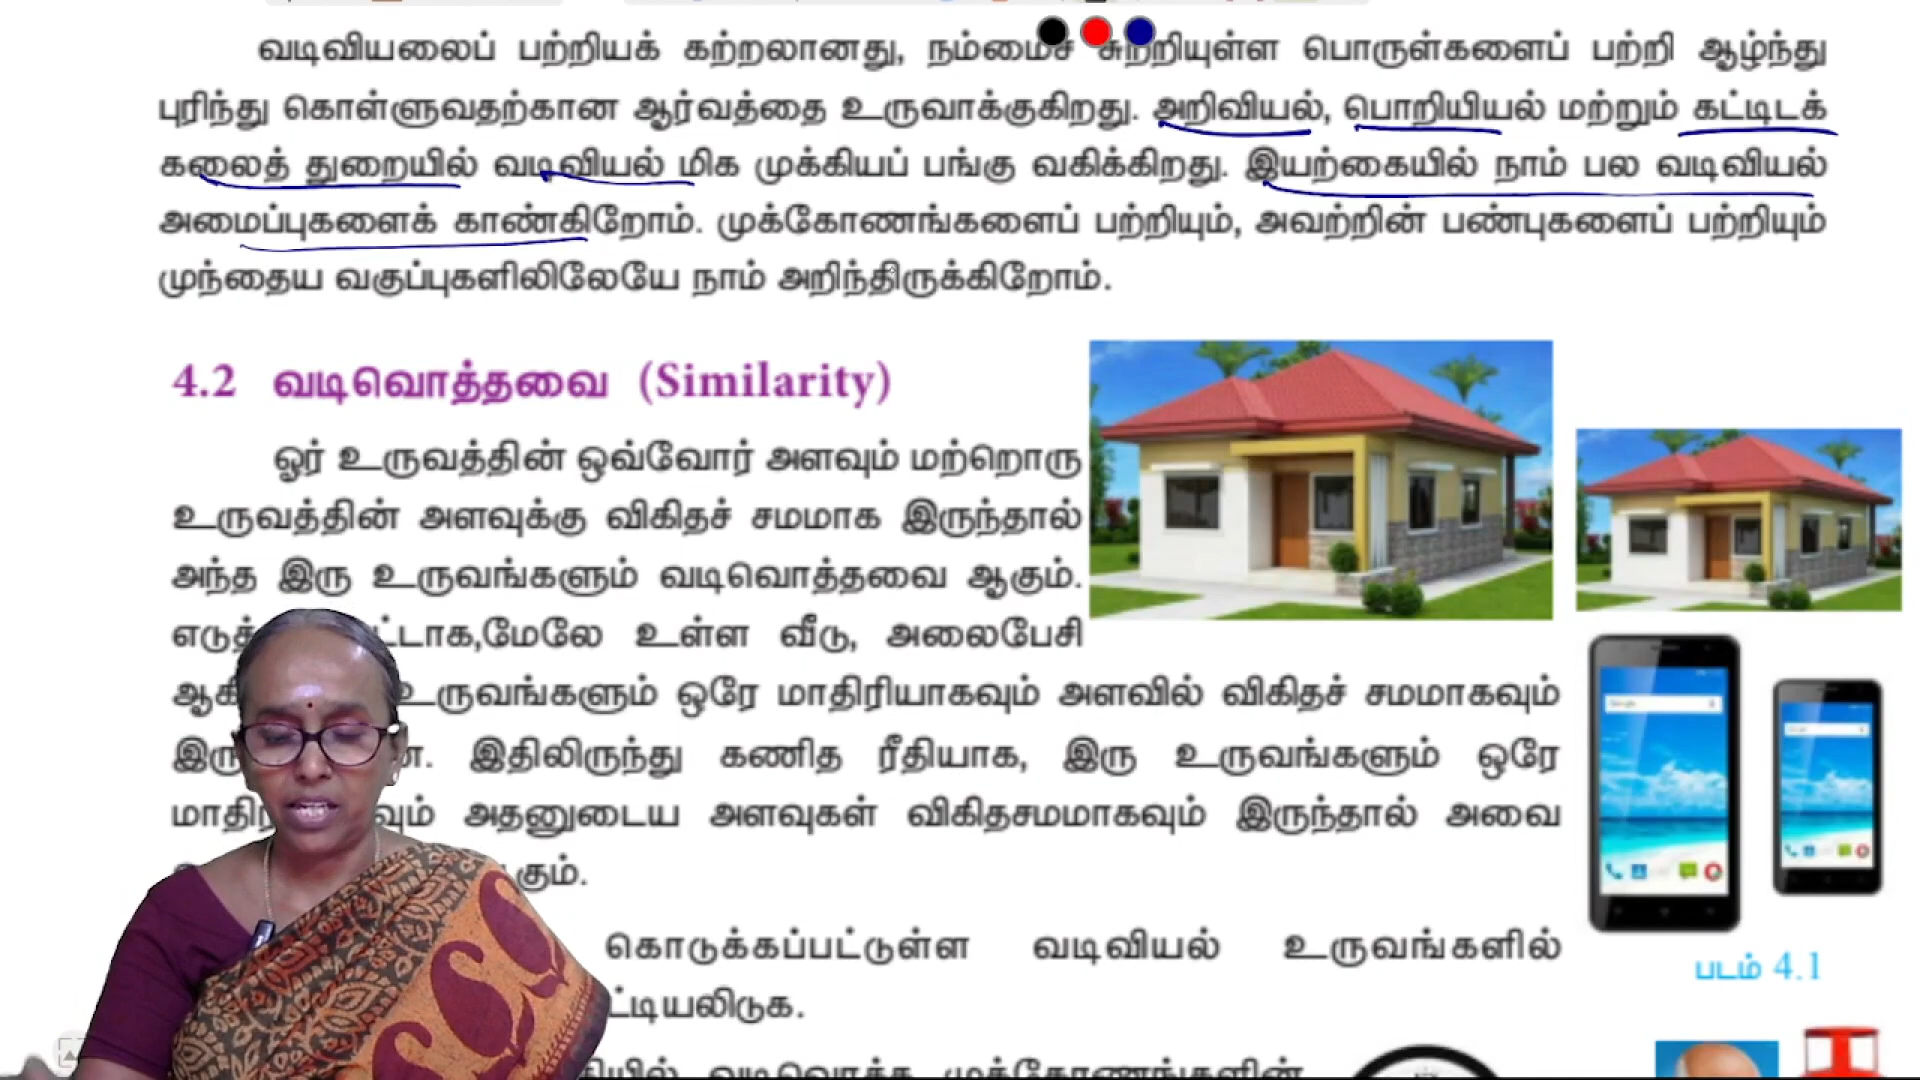 வடிவியலைப் பற்றியக் கற்றலானது, நம்மைச் சுற்றியுள்ள பொருள்களைப் பற்றி ஆழ்ந்து
புரிந்து கொள்ளுவதற்கான ஆர்வத்தை உருவாக்குகிறது. அறிவியல், பொறியியல் மற்றும் கட்டிடக்
கலைத் துறையில் வடிவியல் மிக முக்கியப் பங்கு வகிக்கிறது. இயற்கையில் நாம் பல வடிவியல்
அமைப்புகளைக் காண்கிறோம். முக்கோணங்களைப் பற்றியும், அவற்றின் பண்புகளைப் பற்றியும்
முந்தைய வகுப்புகளிலிலேயே நாம் அறிந்திருக்கிறோம்.
4.2 வடிவொத்தவை (Similarity)
ஓர் உருவத்தின் ஒவ்வோர் அளவும் மற்றொரு
உருவத்தின் அளவுக்கு விகிதச் சமமாக இருந்தால்
அந்த இரு உருவங்களும் வடிவொத்தவை ஆகும்.
மேலே உள்ள வீடு, அலைபேசி
உருவங்களும் ஒரே மாதிரியாகவும் அளவில் விகிதச் சமமாகவும்
இதிலிருந்து கணித ரீதியாக, இரு உருவங்களும் ஒரே
அதனுடைய அளவுகள் விகிதசமமாகவும் இருந்தால் அவை
கொடுக்கப்பட்டுள்ள வடிவியல் உருவங்களில்
படம் 4.1
வடிவொத்த முக்கோணங்களின்